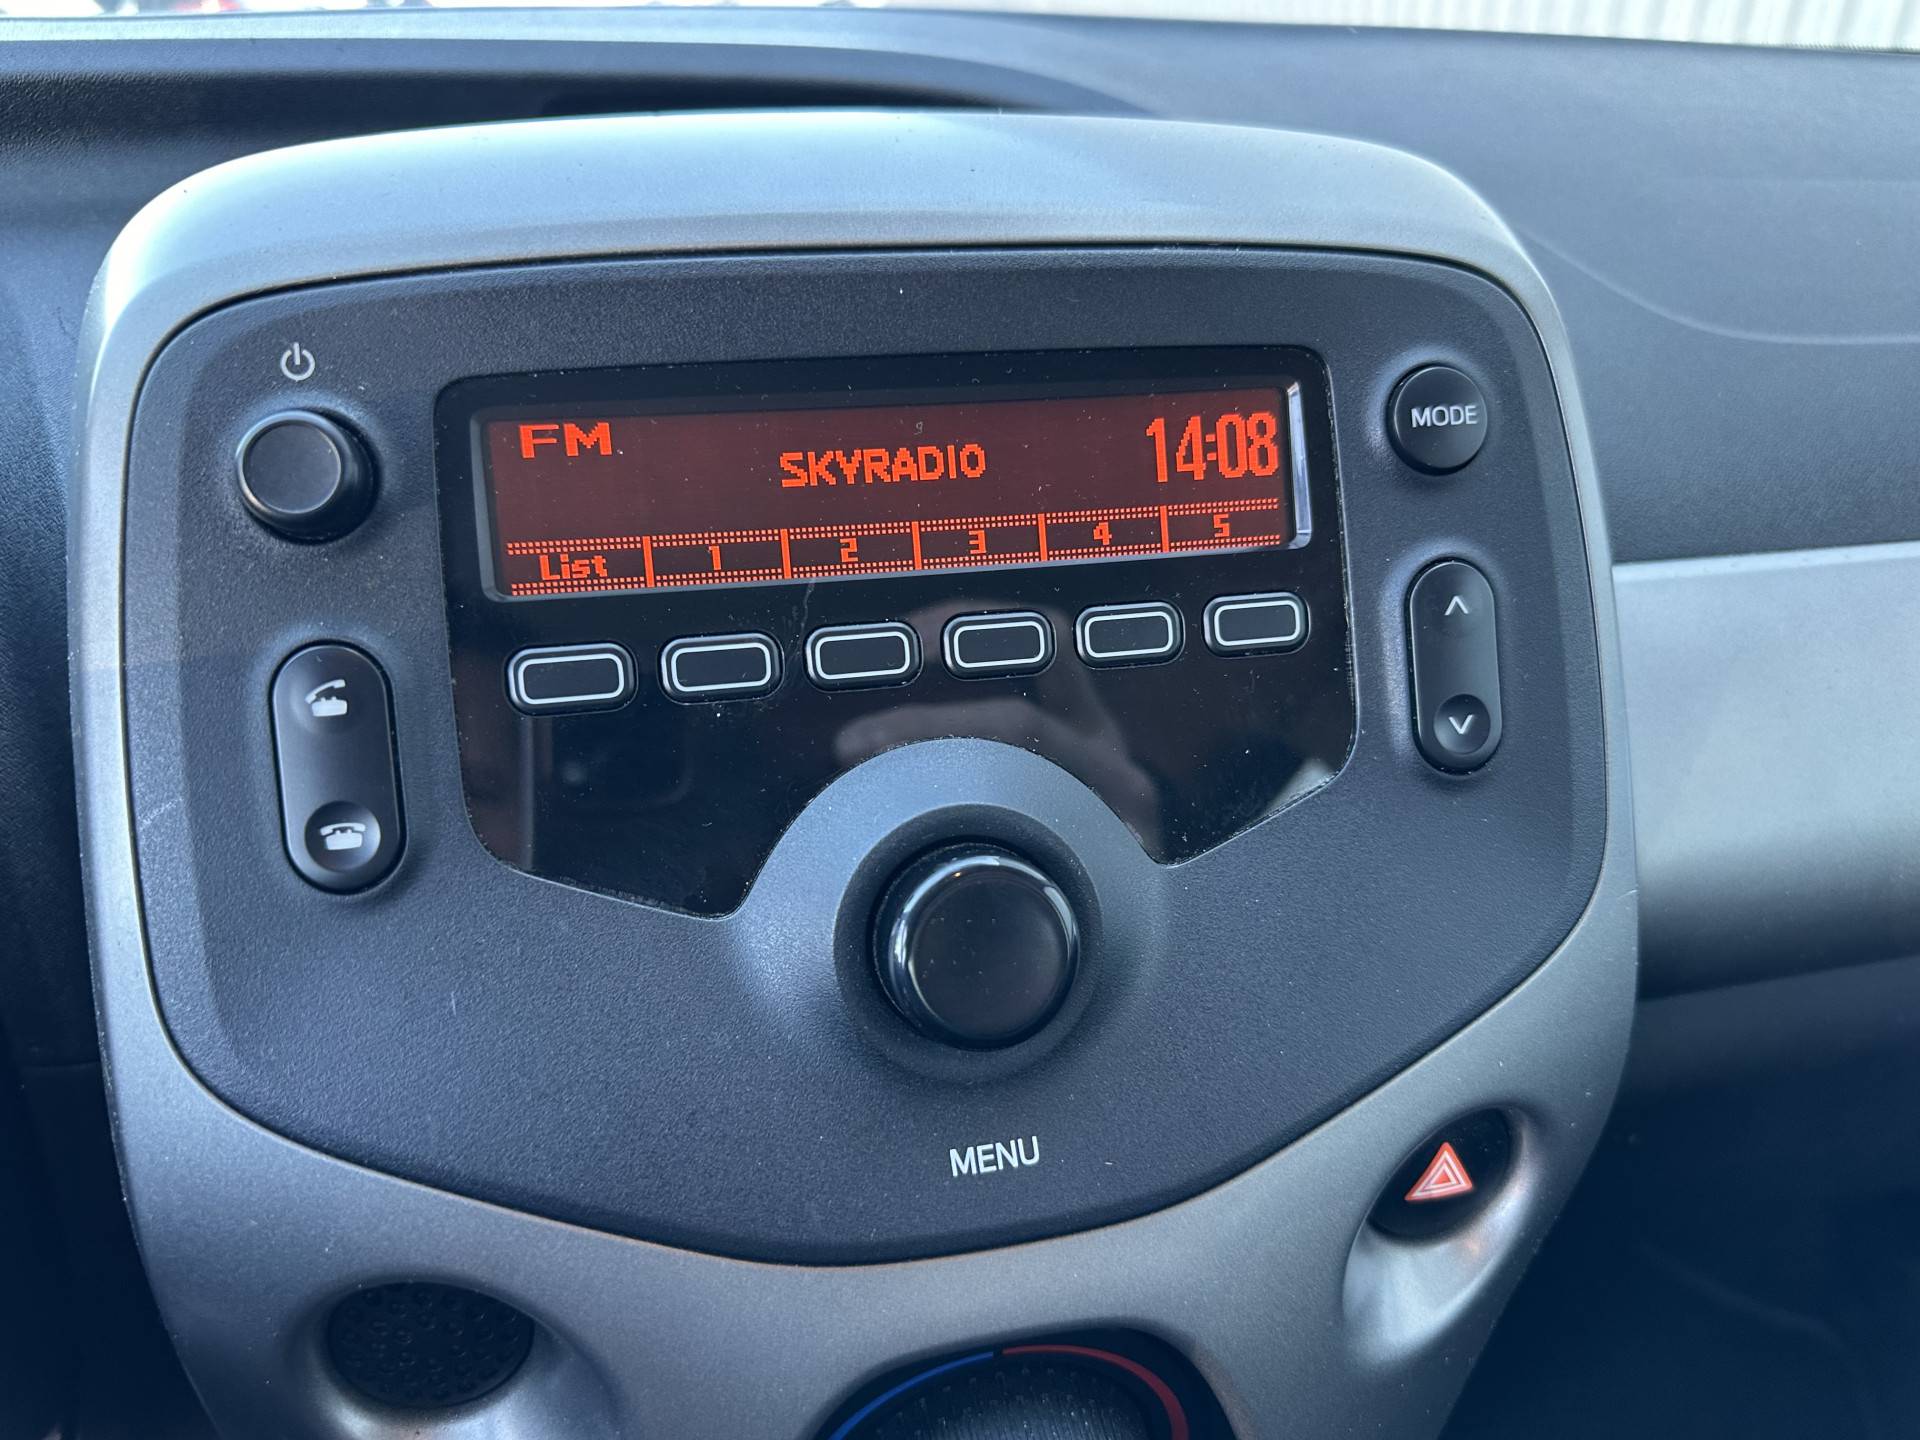 FM
SKYRADIO
14:08
List 1 2 3 4 5
MODE
MENU